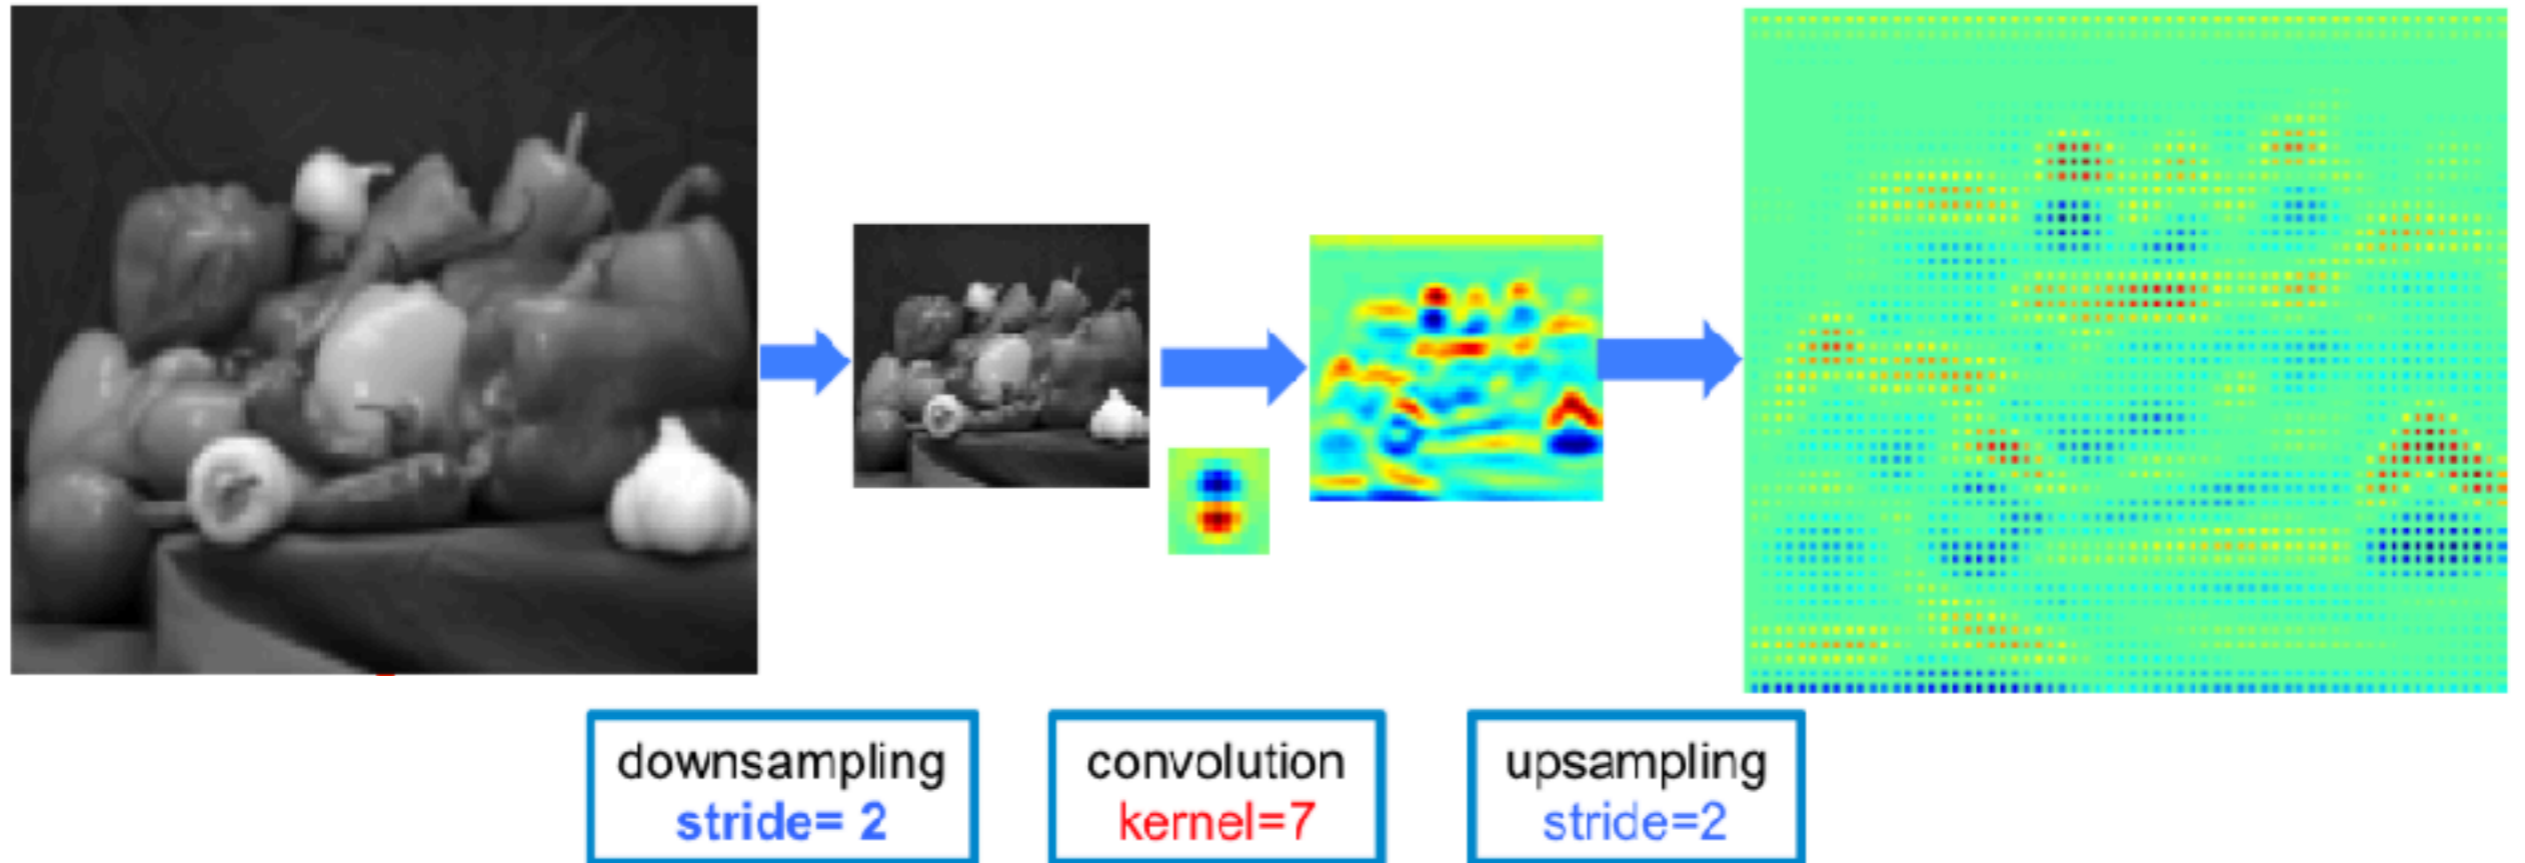 downsampling
stride= 2
convolution
kernel=7
upsampling
stride=2